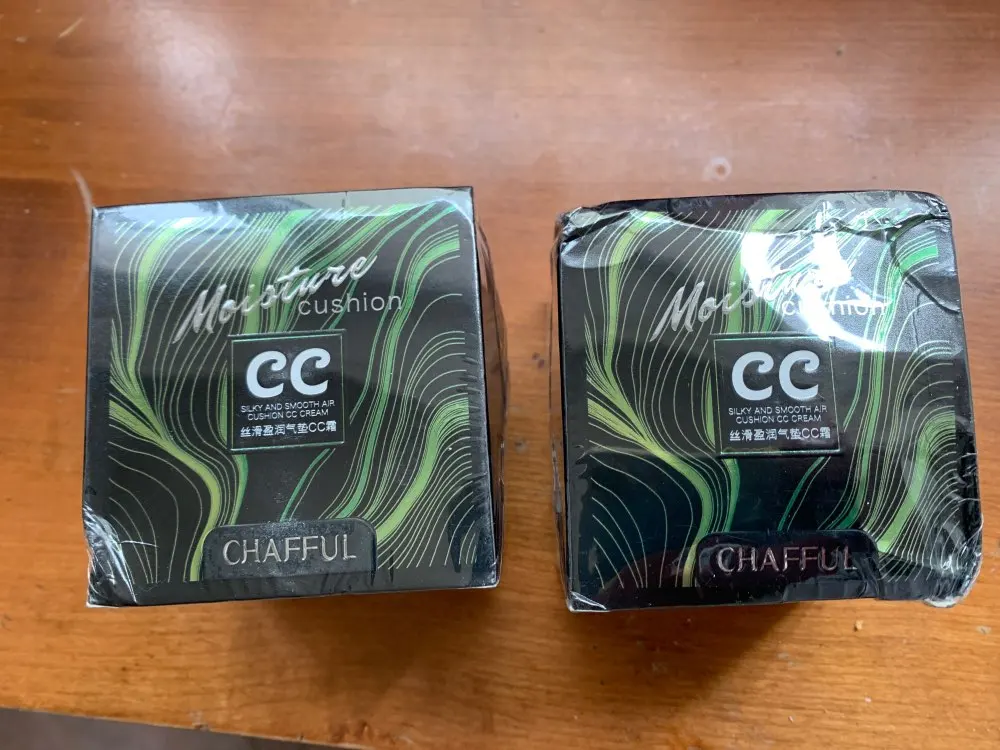 Moisture
cushion
CC
SILKY AND SMOOTH AIR
CUSHION CC CREAM
丝滑盈润气垫CC霜
CHAFFUL
Moisture
cushion
CC
SILKY AND SMOOTH AIR
CUSHION CC CREAM
丝滑盈润气垫CC霜
CHAFFUL